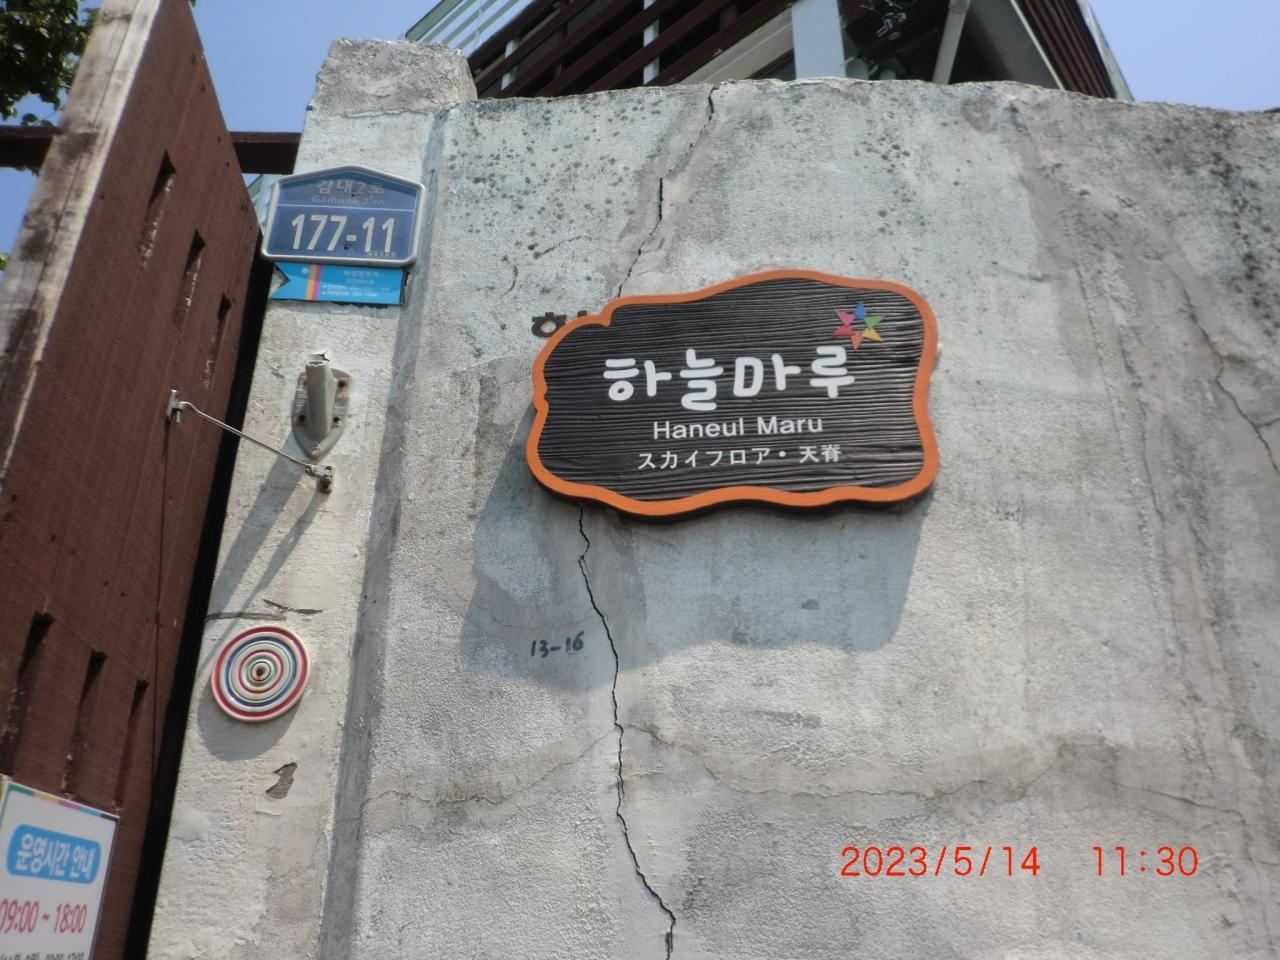 감내2로
Gamnae 2-ro
177-11
하늘마루
Haneul Maru
スカイフロア・天脊
13-16
운영시간 안내
09:00 ~ 18:00
2023/5/14 11:30